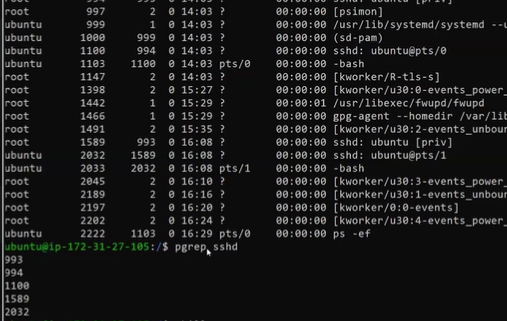 root 997 2 0 14:03 ? 00:00:00 [psimon]
ubuntu 999 1 0 14:03 ? 00:00:00 /usr/lib/systemd/systemd --u
ubuntu 1000 999 0 14:03 ? 00:00:00 (sd-pam)
ubuntu 1100 994 0 14:03 ? 00:00:00 sshd: ubuntu@pts/0
ubuntu 1103 1100 0 14:03 pts/0 00:00:00 -bash
root 1147 2 0 14:03 ? 00:00:00 [kworker/R-tls-s]
root 1398 2 0 15:27 ? 00:00:00 [kworker/u30:0-events_power_
root 1442 1 0 15:29 ? 00:00:01 /usr/libexec/fwupd/fwupd
root 1466 1 0 15:29 ? 00:00:00 gpg-agent --homedir /var/lib
root 1491 2 0 15:35 ? 00:00:00 [kworker/u30:2-events_unbou
root 1589 993 0 16:08 ? 00:00:00 sshd: ubuntu [priv]
ubuntu 2032 1589 0 16:08 ? 00:00:00 sshd: ubuntu@pts/1
ubuntu 2033 2032 0 16:08 pts/1 00:00:00 -bash
root 2045 2 0 16:10 ? 00:00:00 [kworker/u30:3-events_power_
root 2189 2 0 16:16 ? 00:00:00 [kworker/u30:1-events_unbour
root 2197 2 0 16:20 ? 00:00:00 [kworker/0:0-events]
root 2202 2 0 16:24 ? 00:00:00 [kworker/u30:4-events_power_
ubuntu 2222 1103 0 16:29 pts/0 00:00:00 ps -ef
ubuntu@ip-172-31-27-105:/$ pgrep sshd
993
994
1100
1589
2032